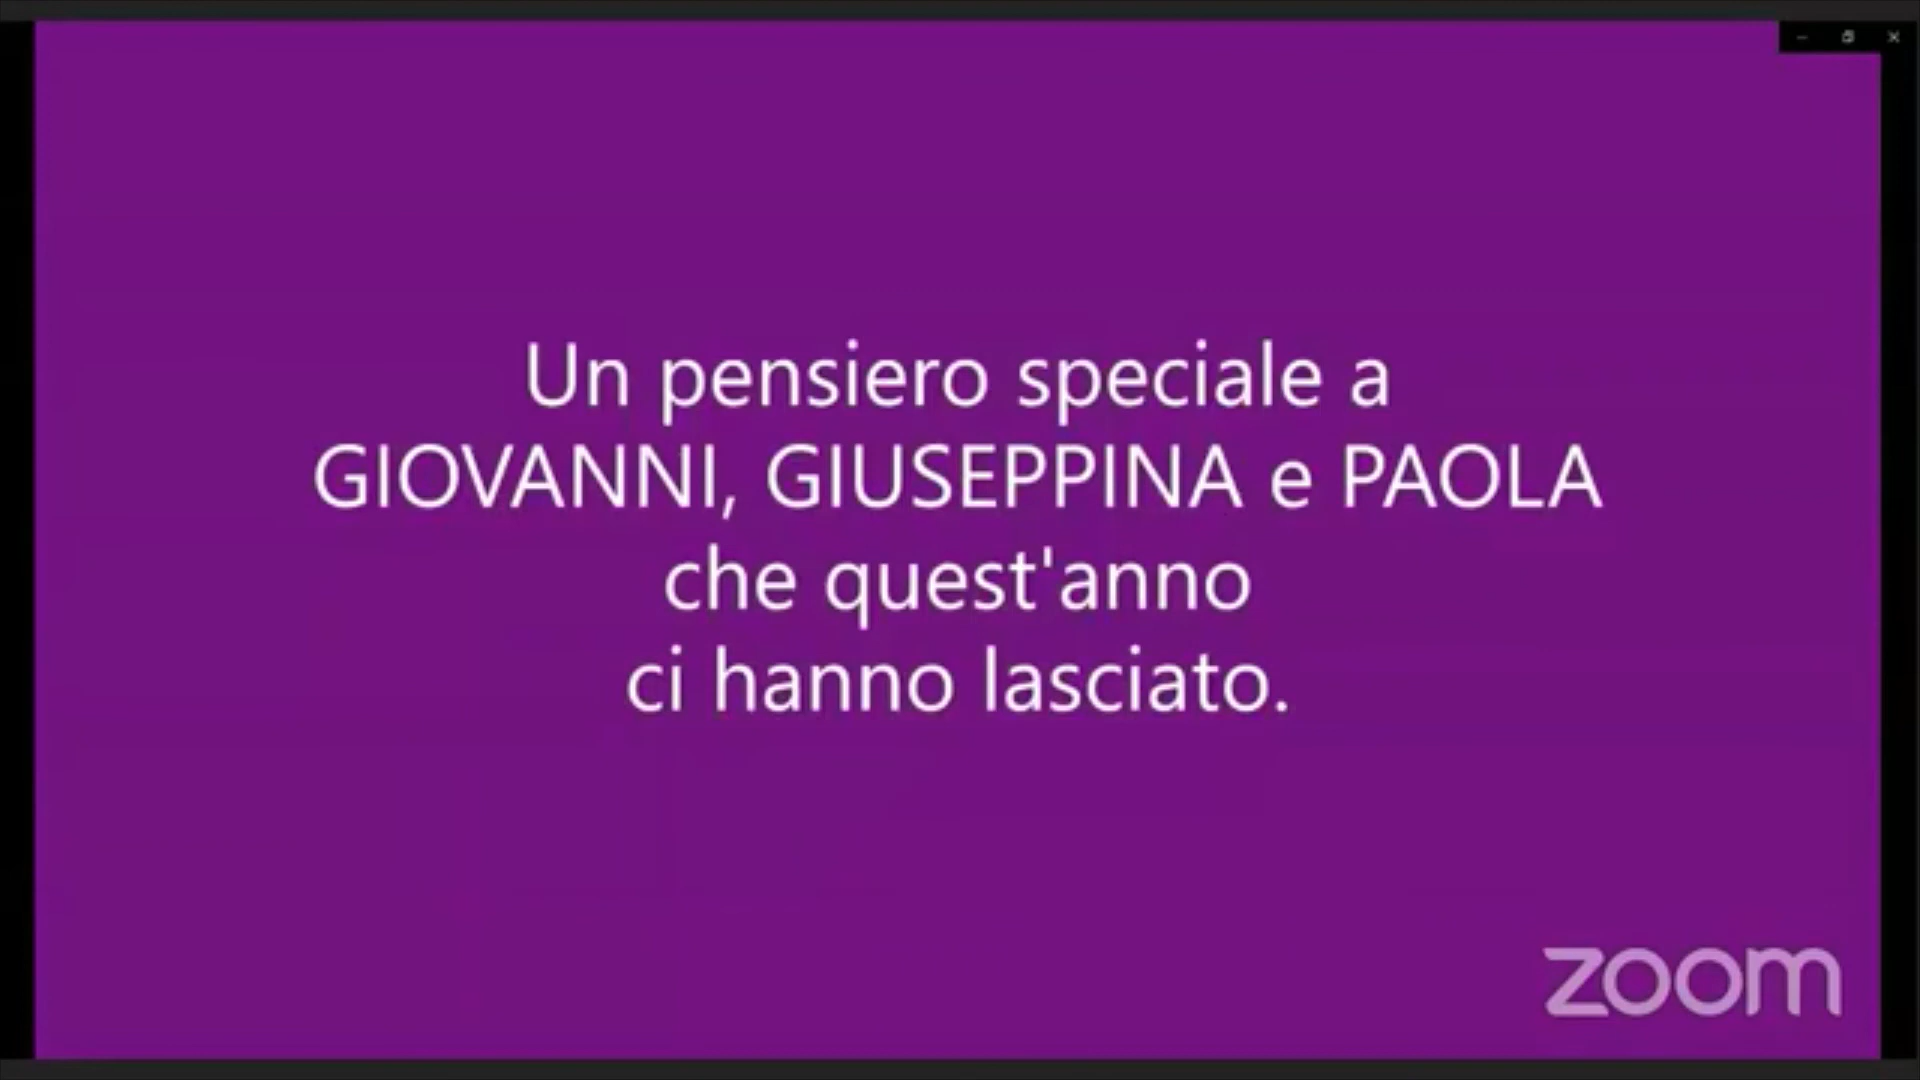 Un pensiero speciale a
GIOVANNI, GIUSEPPINA e PAOLA
che quest'anno
ci hanno lasciato.
zoom